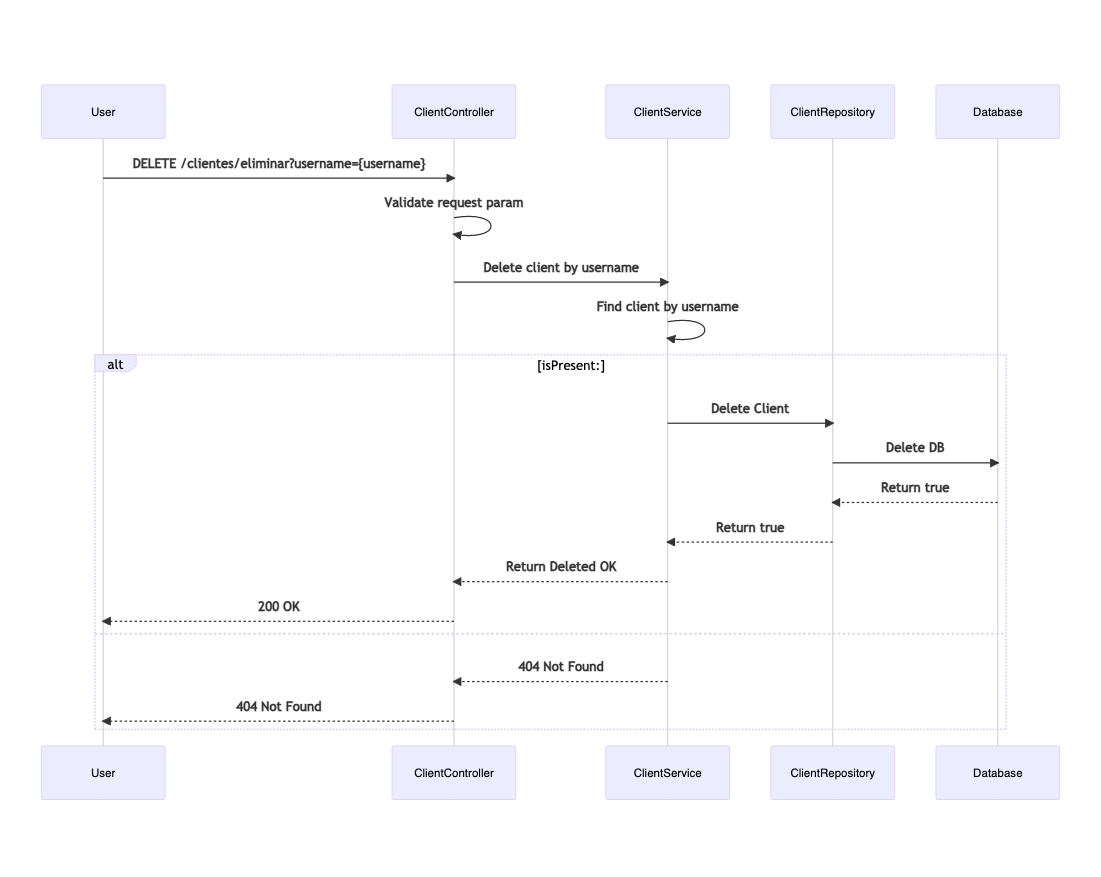 User
ClientController
ClientService
ClientRepository
Database
DELETE /clientes/eliminar?username={username}
Validate request param
Delete client by username
Find client by username
alt
[isPresent:]
Delete Client
Delete DB
Return true
Return true
Return Deleted OK
200 OK
404 Not Found
404 Not Found
User
ClientController
ClientService
ClientRepository
Database